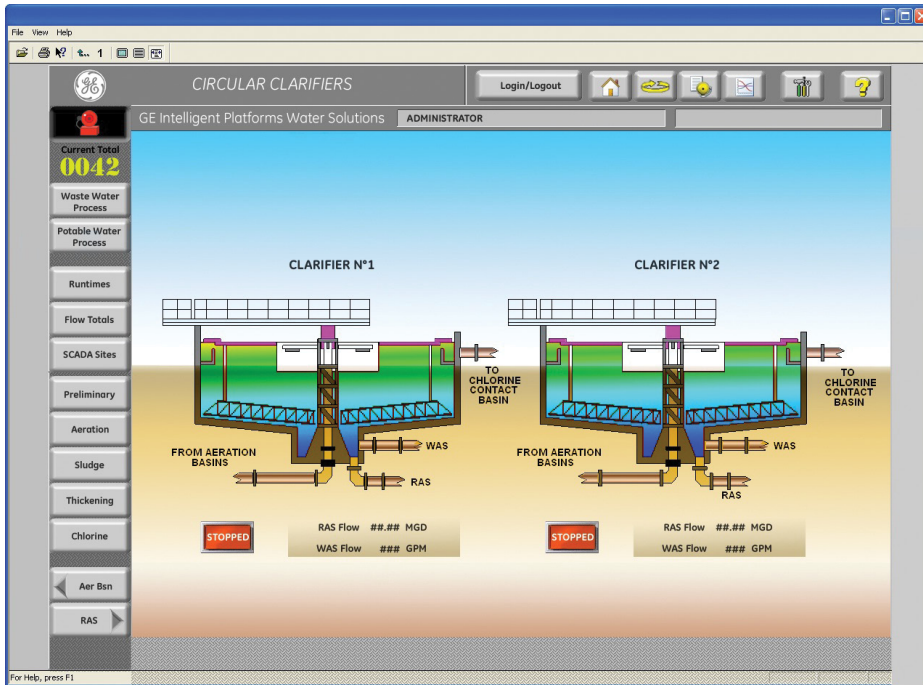 File View Help
1
CIRCULAR CLARIFIERS
Login/Logout
GE Intelligent Platforms Water Solutions
ADMINISTRATOR
Current Total
0042
Waste Water
Process
Potable Water
Process
Runtimes
Flow Totals
SCADA Sites
Preliminary
Aeration
Sludge
Thickening
Chlorine
Aer Bsn
RAS
CLARIFIER N°1
TO
CHLORINE
CONTACT
BASIN
FROM AERATION
BASINS
WAS
RAS
STOPPED
RAS Flow ##.## MGD
WAS Flow ### GPM
CLARIFIER N°2
TO
CHLORINE
CONTACT
BASIN
FROM AERATION
BASINS
WAS
RAS
STOPPED
RAS Flow ##.## MGD
WAS Flow ### GPM
For Help, press F1